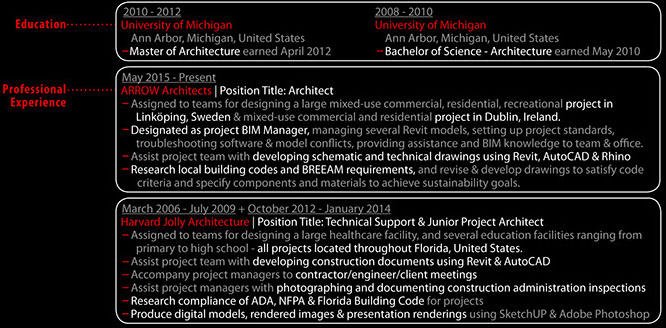 Education
2010 - 2012
University of Michigan
Ann Arbor, Michigan, United States
– Master of Architecture earned April 2012
2008 - 2010
University of Michigan
Ann Arbor, Michigan, United States
– Bachelor of Science - Architecture earned May 2010
Professional
Experience
May 2015 - Present
ARROW Architects | Position Title: Architect
– Assigned to teams for designing a large mixed-use commercial, residential, recreational project in
Linköping, Sweden & mixed-use commercial and residential project in Dublin, Ireland.
– Designated as project BIM Manager, managing several Revit models, setting up project standards,
troubleshooting software & model conflicts, providing assistance and BIM knowledge to team & office.
– Assist project team with developing schematic and technical drawings using Revit, AutoCAD & Rhino
– Research local building codes and BREEAM requirements, and revise & develop drawings to satisfy code
criteria and specify components and materials to achieve sustainability goals.
March 2006 - July 2009 + October 2012 - January 2014
Harvard Jolly Architecture | Position Title: Technical Support & Junior Project Architect
– Assigned to teams for designing a large healthcare facility, and several education facilities ranging from
primary to high school - all projects located throughout Florida, United States.
– Assist project team with developing construction documents using Revit & AutoCAD
– Accompany project managers to contractor/engineer/client meetings
– Assist project managers with photographing and documenting construction administration inspections
– Research compliance of ADA, NFPA & Florida Building Code for projects
– Produce digital models, rendered images & presentation renderings using SketchUP & Adobe Photoshop